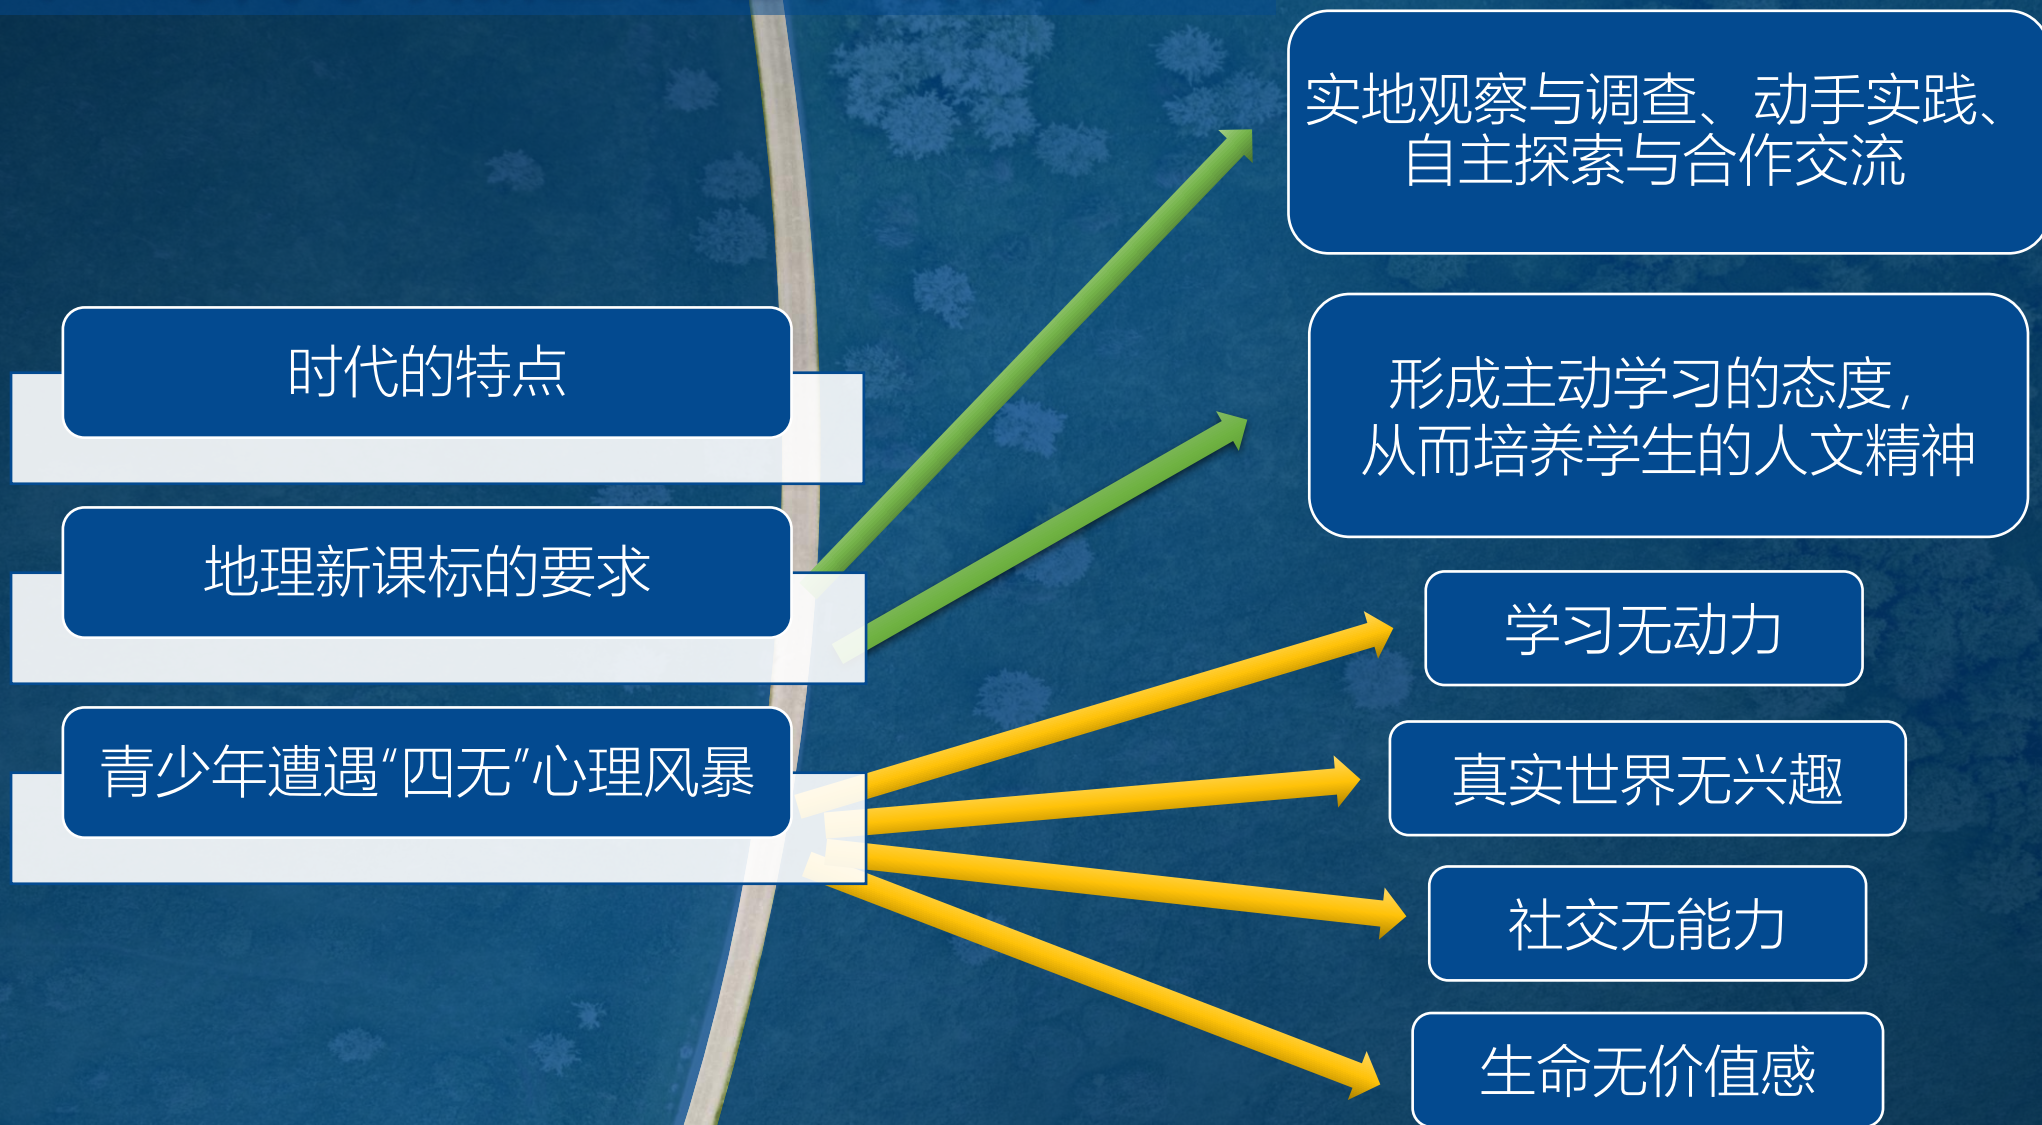 时代的特点
地理新课标的要求
青少年遭遇“四无”心理风暴
实地观察与调查、动手实践、
自主探索与合作交流
形成主动学习的态度，
从而培养学生的人文精神
学习无动力
真实世界无兴趣
社交无能力
生命无价值感